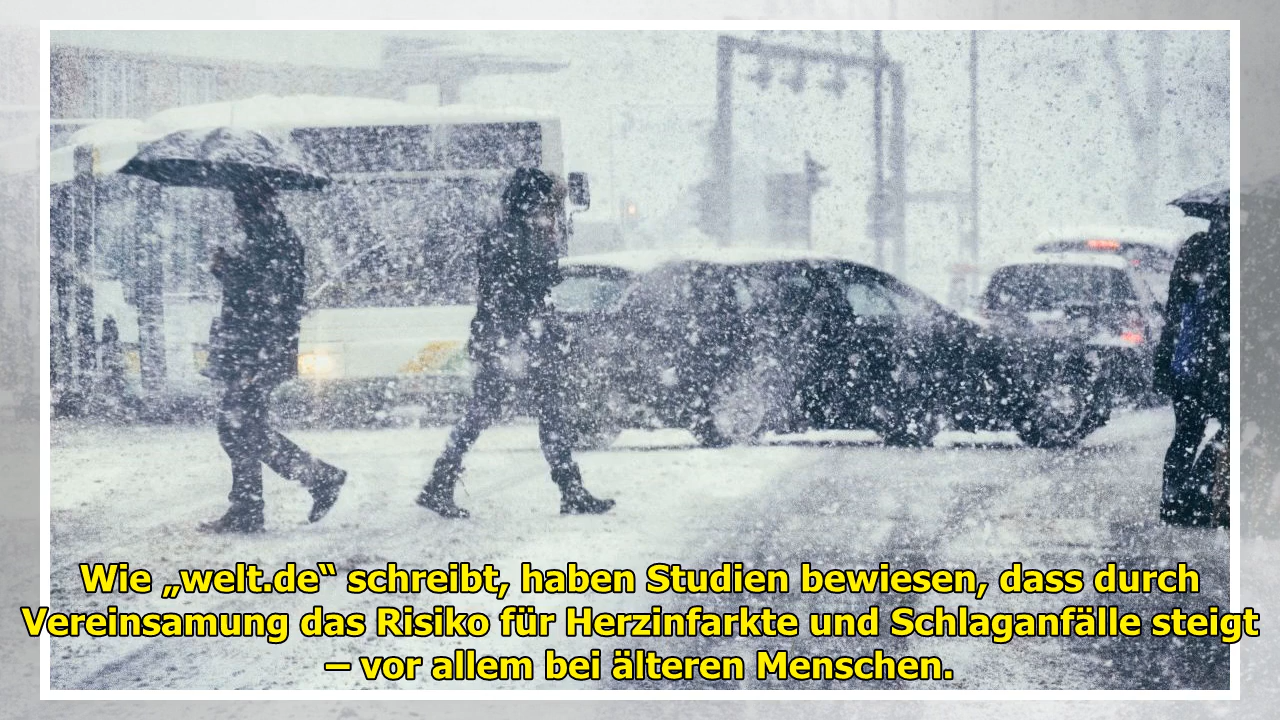 Wie „welt.de“ schreibt, haben Studien bewiesen, dass durch
Vereinsamung das Risiko für Herzinfarkte und Schlaganfälle steigt
– vor allem bei älteren Menschen.